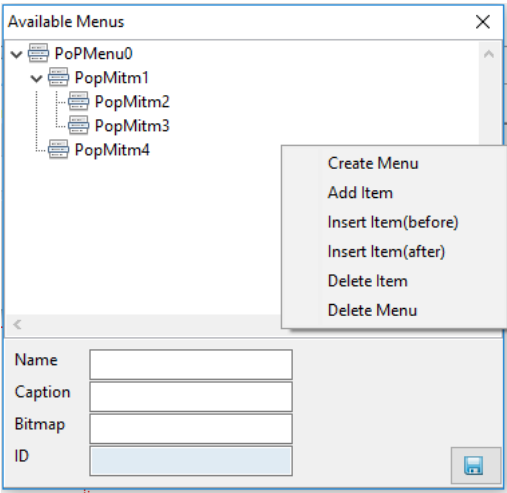 Available Menus
PoPMenu0
PopMitm1
PopMitm2
PopMitm3
PopMitm4
Create Menu
Add Item
Insert Item(before)
Insert Item(after)
Delete Item
Delete Menu
Name
Caption
Bitmap
ID